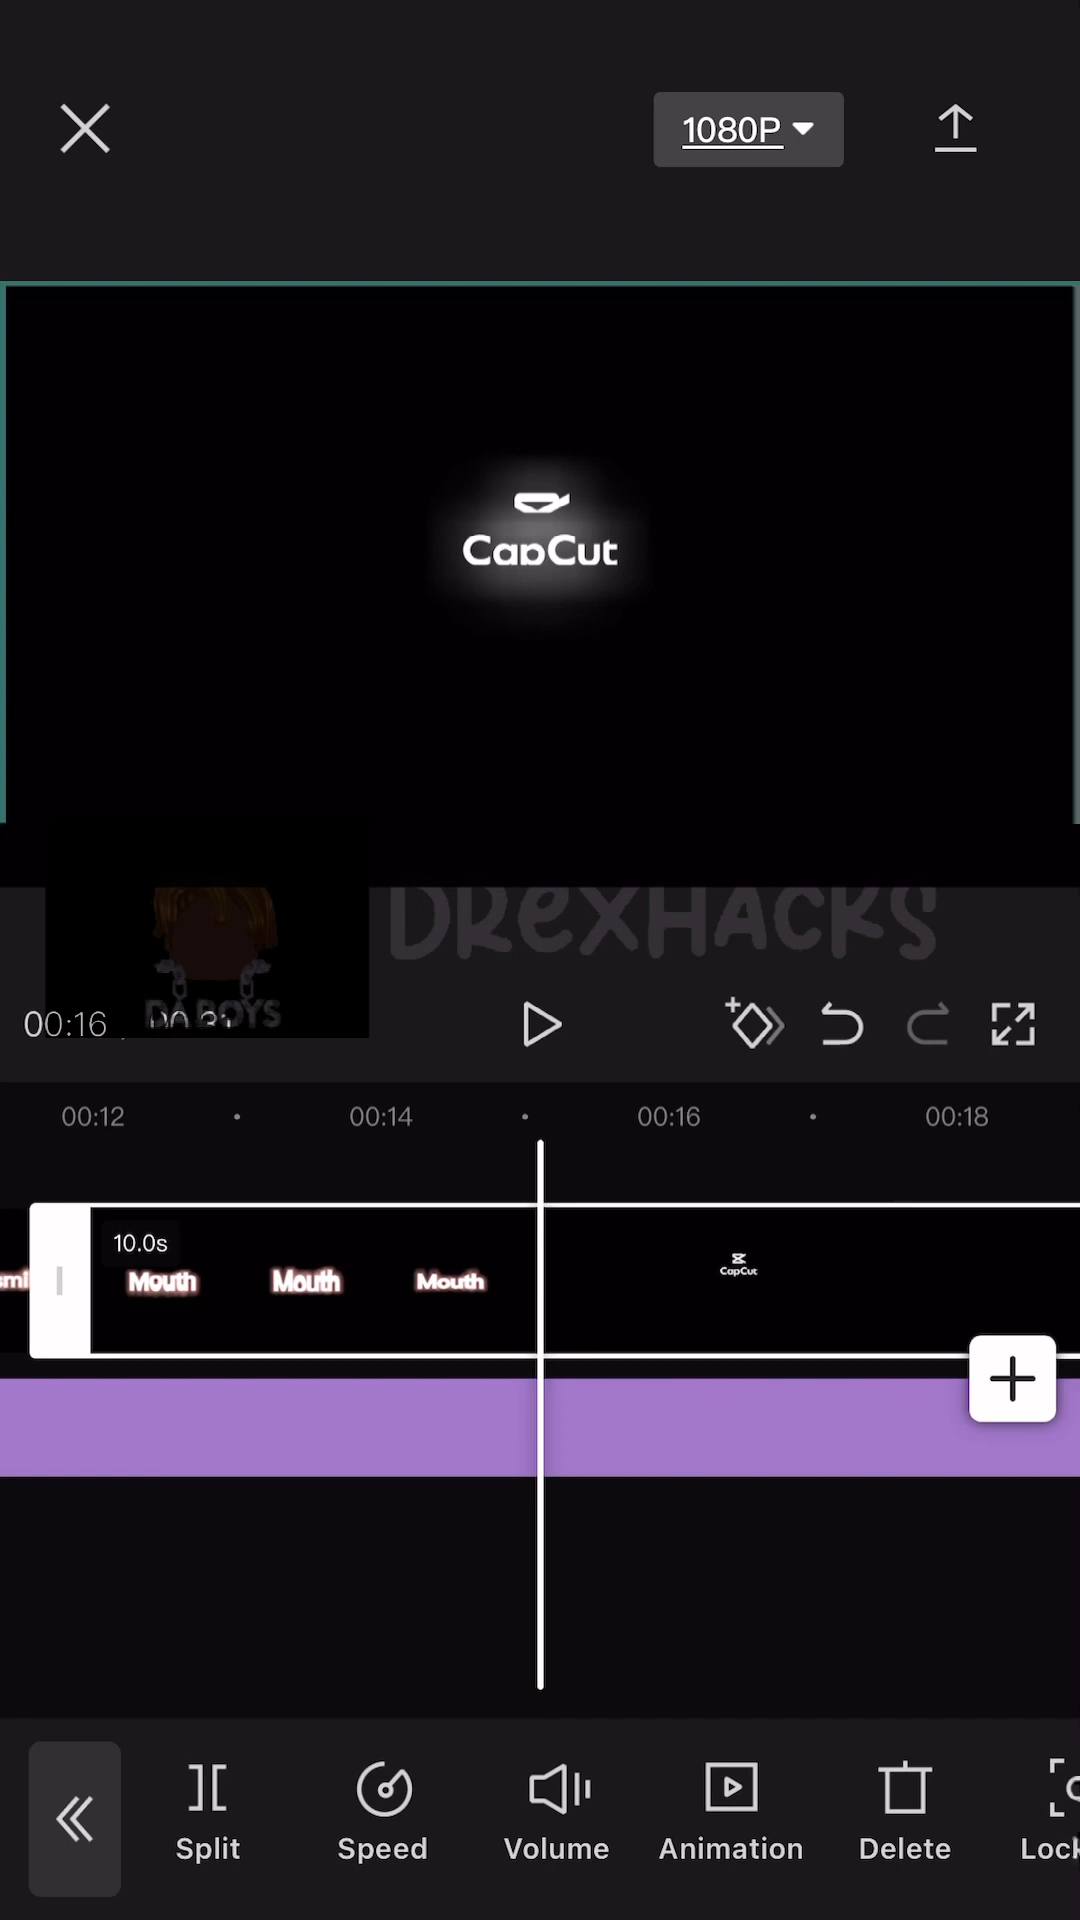 1080P
CapCut
DRexHACKS
DA BOYS
00:16
00:12
00:14
00:16
00:18
10.0s
Mouth Mouth Mouth CapCut
Split Speed Volume Animation Delete Lock